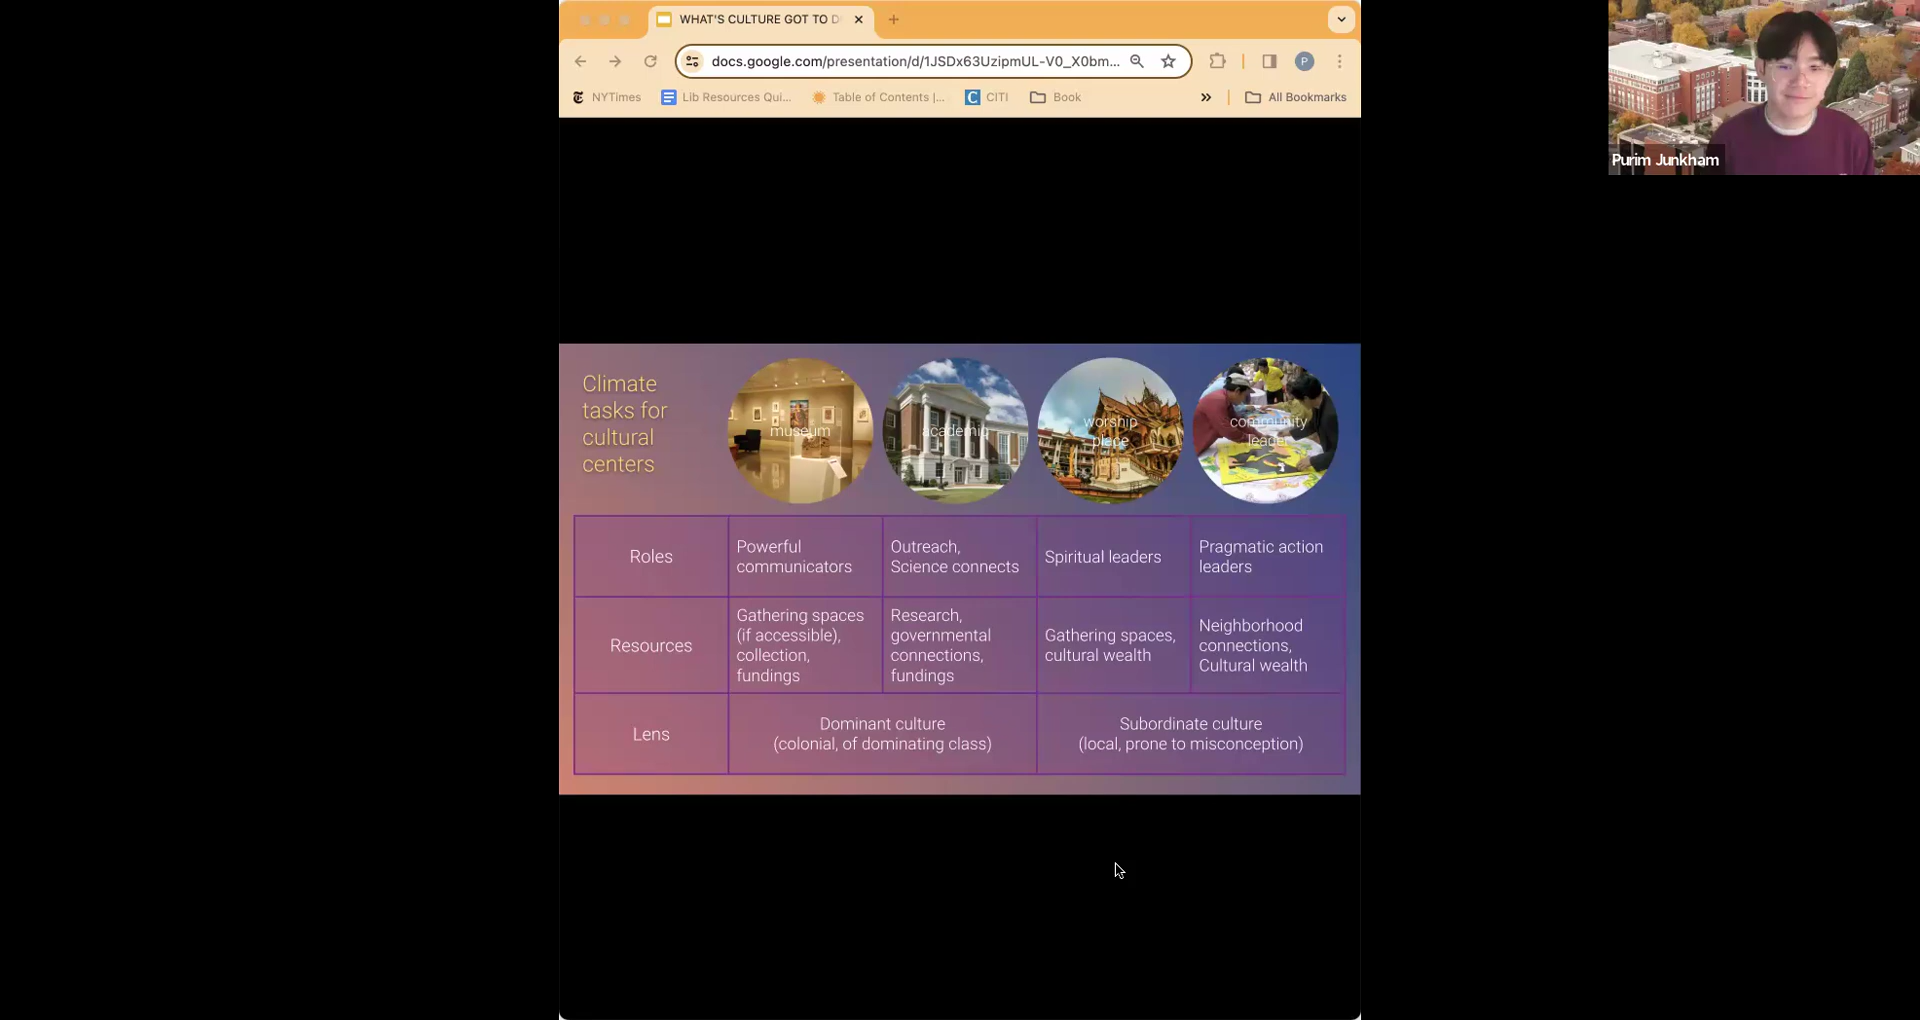 WHAT'S CULTURE GOT TO D
docs.google.com/presentation/d/1JSDx63UzipmUL-V0_X0bm...
P
NYTimes
Lib Resources Qui...
Table of Contents |...
CITI
Book
All Bookmarks
Purim Junkham
Climate
tasks for
cultural
centers
museum
academic
worship
place
community
leader
Roles
Powerful
communicators
Outreach,
Science connects
Spiritual leaders
Pragmatic action
leaders
Resources
Gathering spaces
(if accessible),
collection,
fundings
Research,
governmental
connections,
fundings
Gathering spaces,
cultural wealth
Neighborhood
connections,
Cultural wealth
Lens
Dominant culture
(colonial, of dominating class)
Subordinate culture
(local, prone to misconception)